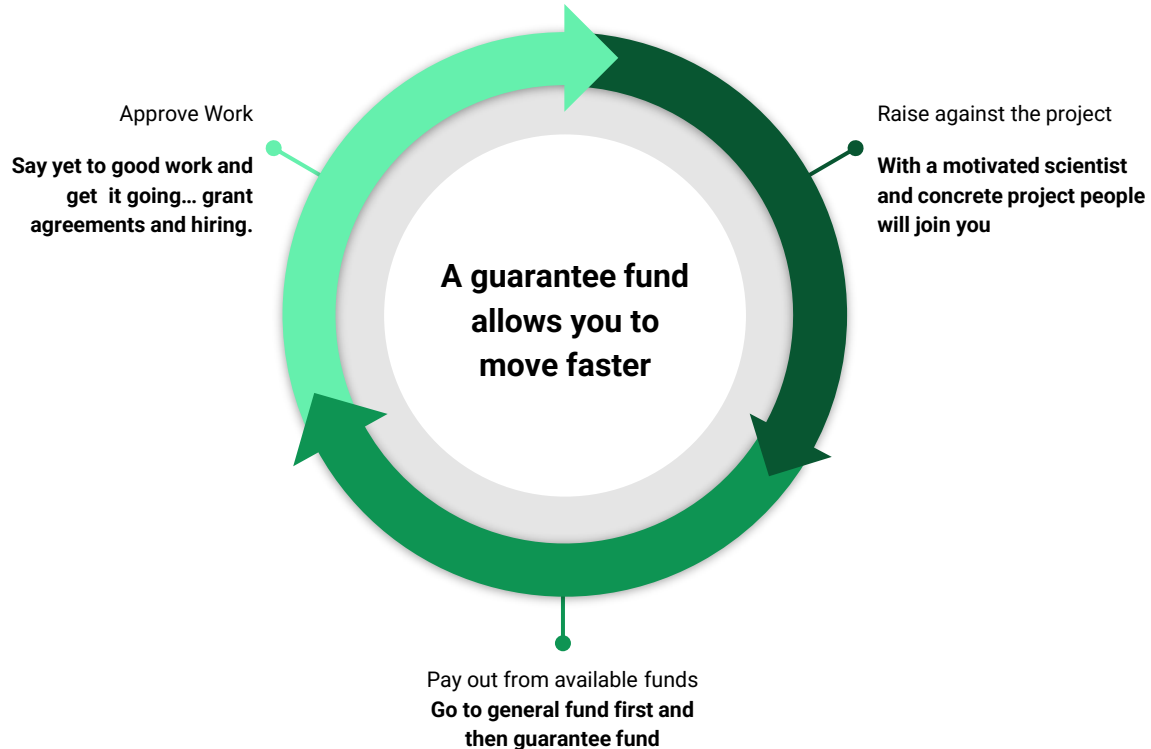 Approve Work
Say yet to good work and
get it going... grant
agreements and hiring.
Raise against the project
With a motivated scientist
and concrete project people
will join you
A guarantee fund
allows you to
move faster
Pay out from available funds
Go to general fund first and
then guarantee fund